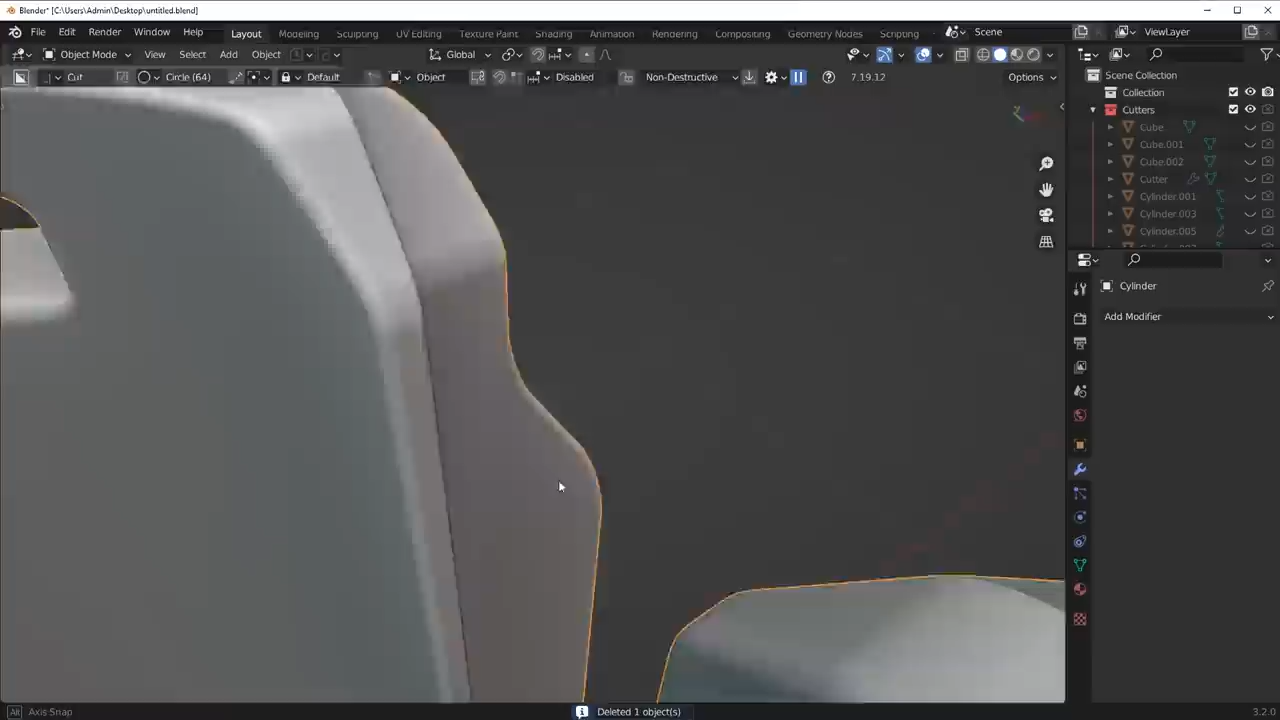 Blender* [C:\Users\Admin\Desktop\untitled.blend]
File Edit Render Window Help Layout Modeling Sculpting UV Editing Texture Paint Shading Animation Rendering Compositing Geometry Nodes Scripting Scene ViewLayer
Object Mode View Select Add Object Global
Cut Circle (64) Default Object Disabled Non-Destructive 7.19.12 Options
Scene Collection
Collection
Cutters
Cube
Cube.001
Cube.002
Cutter
Cylinder.001
Cylinder.003
Cylinder.005
Cylinder
Add Modifier
Alt Axis Snap Deleted 1 object(s) 3.2.0